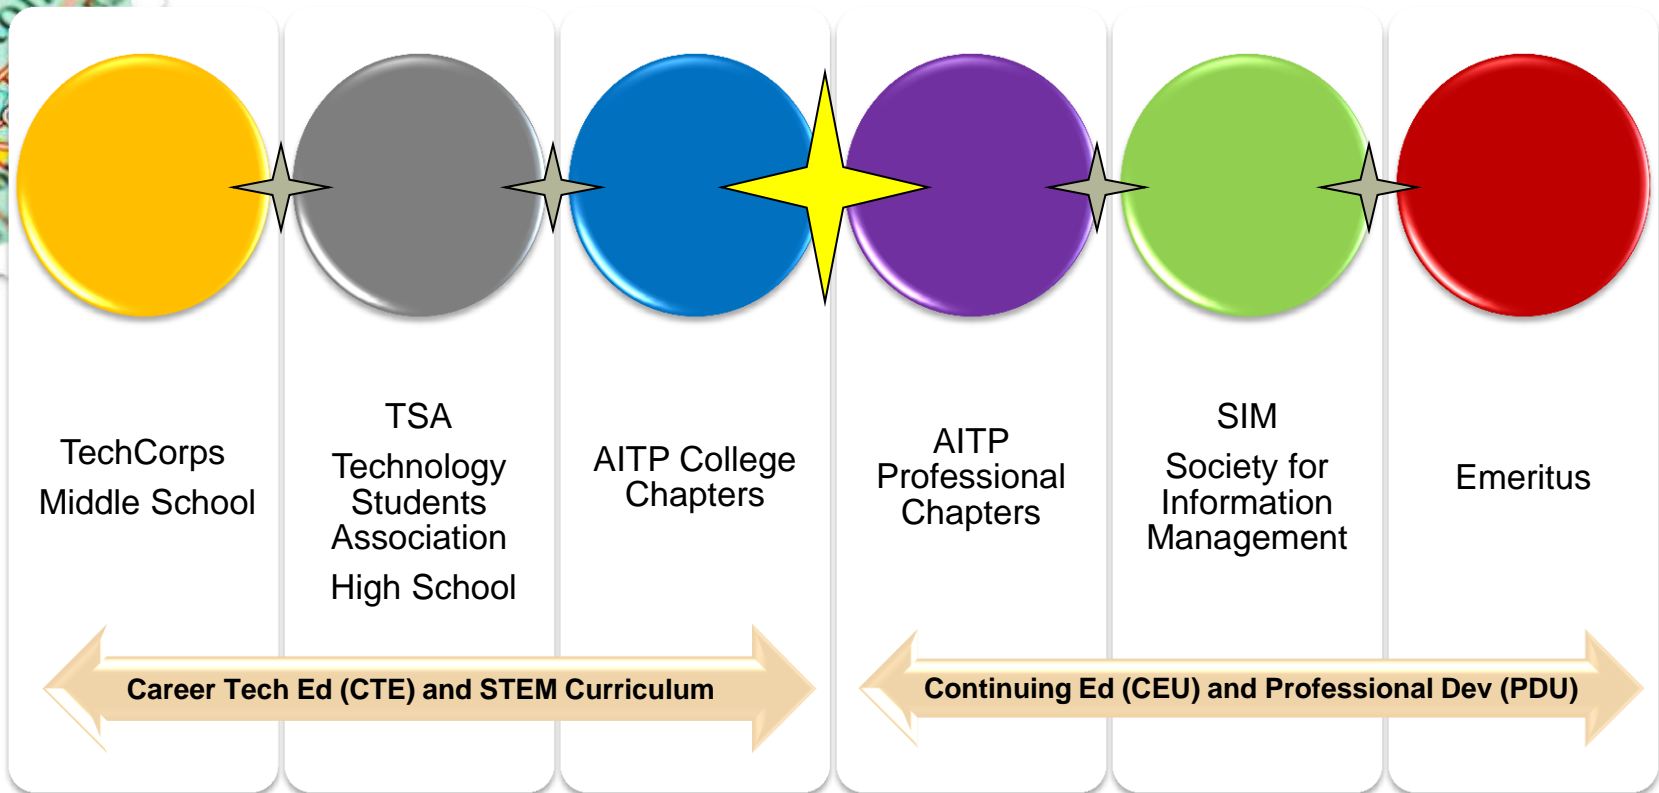 TechCorps
Middle School
TSA
Technology
Students
Association
High School
AITP College
Chapters
AITP
Professional
Chapters
SIM
Society for
Information
Management
Emeritus
Career Tech Ed (CTE) and STEM Curriculum
Continuing Ed (CEU) and Professional Dev (PDU)